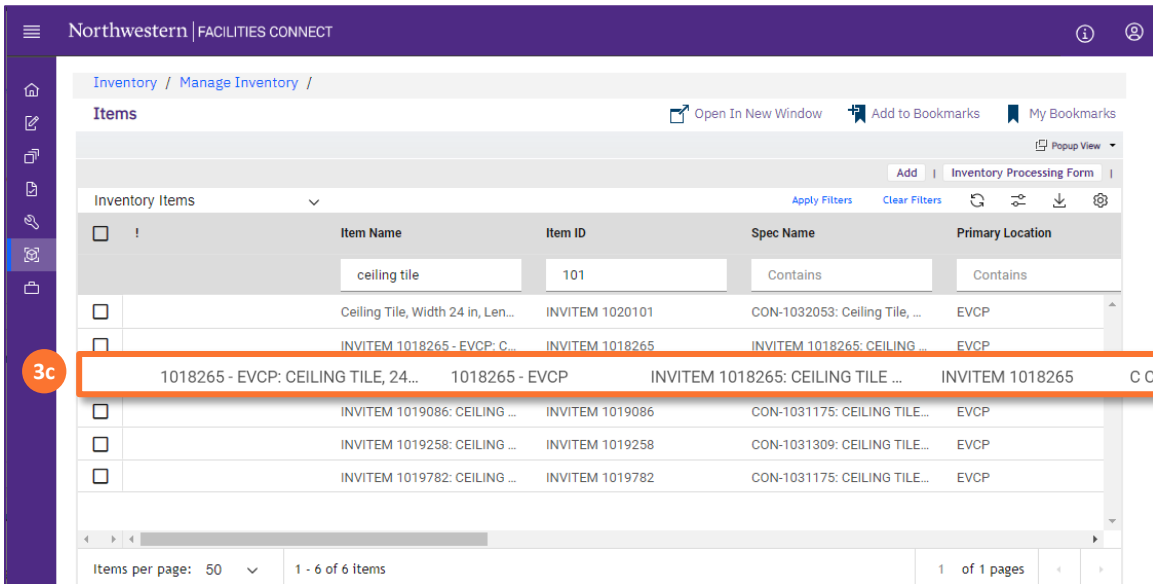 Northwestern | FACILITIES CONNECT
Inventory / Manage Inventory /
Items Open In New Window Add to Bookmarks My Bookmarks
Popup View
Add | Inventory Processing Form |
Inventory Items Apply Filters Clear Filters
! Item Name Item ID Spec Name Primary Location
ceiling tile 101 Contains Contains
Ceiling Tile, Width 24 in, Len... INVITEM 1020101 CON-1032053: Ceiling Tile, ... EVCP
INVITEM 1018265 - EVCP: C... INVITEM 1018265 INVITEM 1018265: CEILING ... EVCP
3c 1018265 - EVCP: CEILING TILE, 24... 1018265 - EVCP INVITEM 1018265: CEILING TILE ... INVITEM 1018265 C C
INVITEM 1019086: CEILING ... INVITEM 1019086 CON-1031175: CEILING TILE... EVCP
INVITEM 1019258: CEILING ... INVITEM 1019258 CON-1031309: CEILING TILE... EVCP
INVITEM 1019782: CEILING ... INVITEM 1019782 CON-1031175: CEILING TILE... EVCP
Items per page: 50 1 - 6 of 6 items 1 of 1 pages